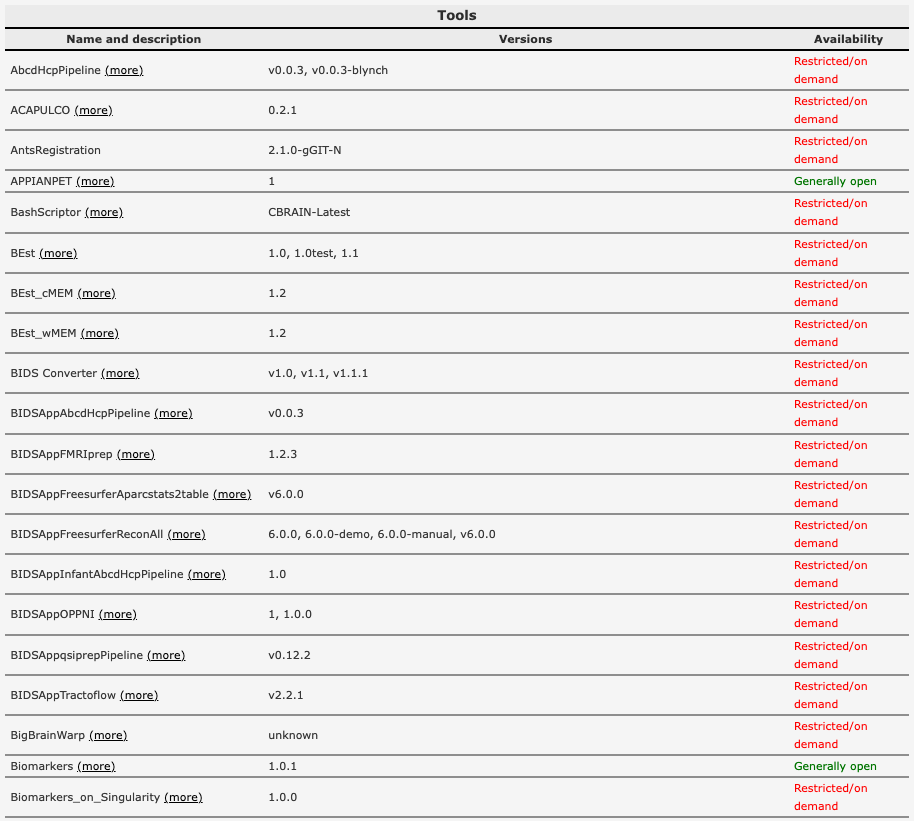 Tools
Name and description Versions Availability
AbcdHcpPipeline (more) v0.0.3, v0.0.3-blynch Restricted/on
demand
ACAPULCO (more) 0.2.1 Restricted/on
demand
AntsRegistration 2.1.0-gGIT-N Restricted/on
demand
APPIANPET (more) 1 Generally open
BashScriptor (more) CBRAIN-Latest Restricted/on
demand
BEst (more) 1.0, 1.0test, 1.1 Restricted/on
demand
BEst_cMEM (more) 1.2 Restricted/on
demand
BEst_wMEM (more) 1.2 Restricted/on
demand
BIDS Converter (more) v1.0, v1.1, v1.1.1 Restricted/on
demand
BIDSAppAbcdHcpPipeline (more) v0.0.3 Restricted/on
demand
BIDSAppFMRIprep (more) 1.2.3 Restricted/on
demand
BIDSAppFreesurferAparcstats2table (more) v6.0.0 Restricted/on
demand
BIDSAppFreesurferReconAll (more) 6.0.0, 6.0.0-demo, 6.0.0-manual, v6.0.0 Restricted/on
demand
BIDSAppInfantAbcdHcpPipeline (more) 1.0 Restricted/on
demand
BIDSAppOPPNI (more) 1, 1.0.0 Restricted/on
demand
BIDSAppqsiprepPipeline (more) v0.12.2 Restricted/on
demand
BIDSAppTractoflow (more) v2.2.1 Restricted/on
demand
BigBrainWarp (more) unknown Restricted/on
demand
Biomarkers (more) 1.0.1 Generally open
Biomarkers_on_Singularity (more) 1.0.0 Restricted/on
demand